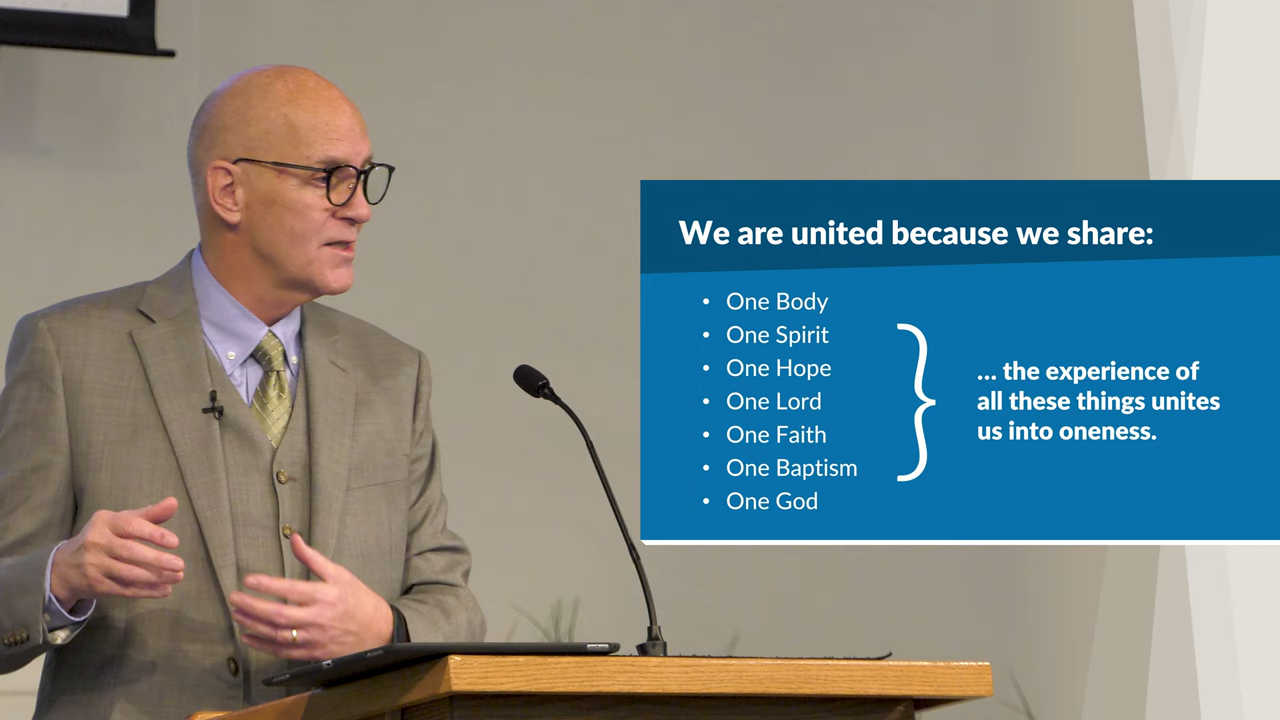 We are united because we share:
• One Body
• One Spirit
• One Hope
• One Lord
• One Faith
• One Baptism
• One God
... the experience of
all these things unites
us into oneness.